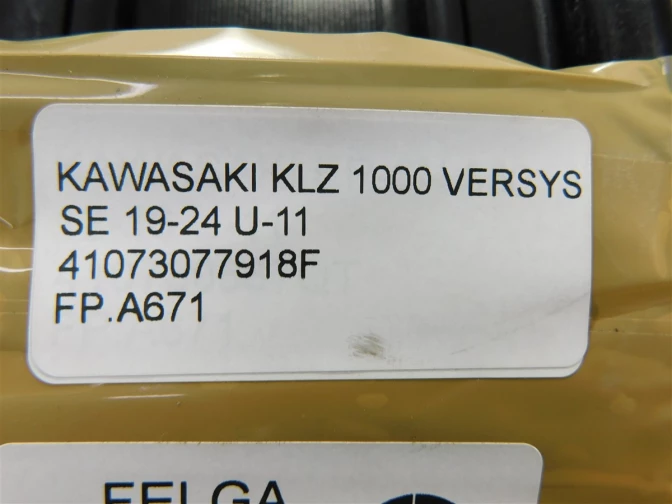 KAWASAKI KLZ 1000 VERSYS
SE 19-24 U-11
41073077918F
FP.A671
FELGA